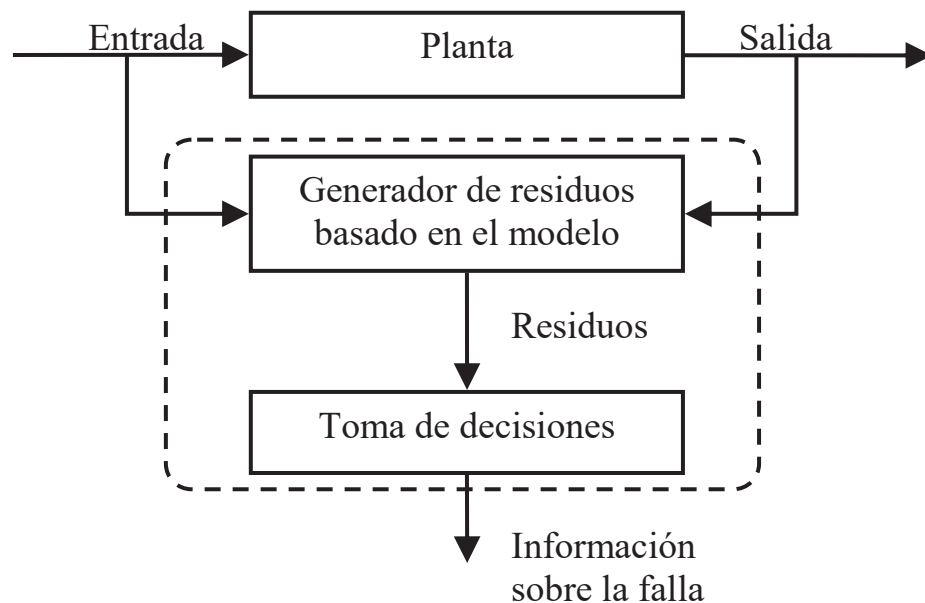 Entrada
Planta
Salida
Generador de residuos
basado en el modelo
Residuos
Toma de decisiones
Información
sobre la falla